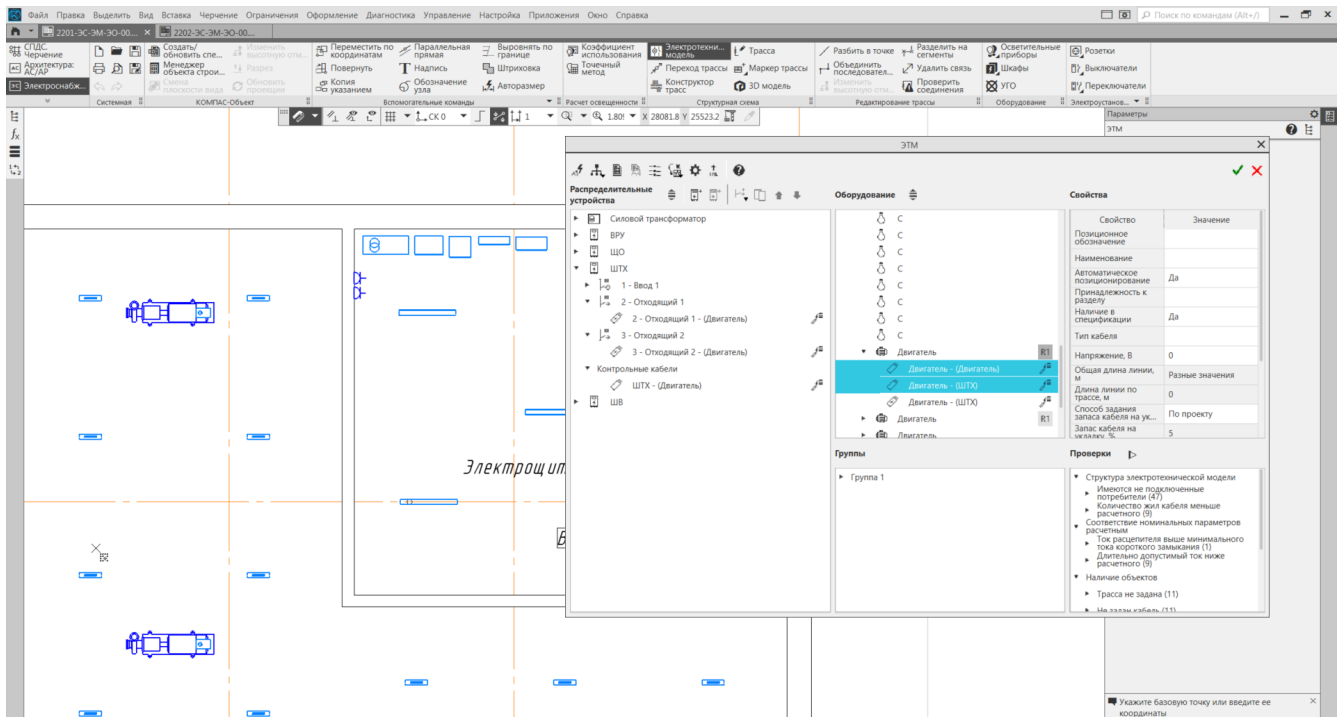 Файл Правка Выделить Вид Вставка Черчение Ограничения Оформление Диагностика Управление Настройка Приложения Окно Справка
Поиск по командам (Alt+/)
2201-ЭС-ЭМ-ЭО-00...
2202-ЭС-ЭМ-ЭО-00....
СПДС.
Черчение
Архитектура:
АС/АР
Электроснабж...
Системная
Создать/
обновить спе...
Менеджер
объекта строи...
Смена
плоскости вида
Изменить
высотную отм...
Разрез
Обновить
проекции
КОМПАС-Объект
Переместить по
координатам
Повернуть
Копия
указанием
Параллельная
прямая
Надпись
Обозначение
узла
Выровнять по
границе
Штриховка
Авторазмер
Вспомогательные команды
Коэффициент
использования
Точечный
метод
Расчет освещенности
Электротехни...
модель
Переход трассы
Конструктор
трасс
Трасса
Маркер трассы
3D модель
Структурная схема
Разбить в точке
Объединить
последовател...
Изменить
высотную отм...
Разделить на
сегменты
Удалить связь
Проверить
соединения
Редактирование трассы
Осветительные
приборы
Шкафы
УГО
Оборудование
Розетки
Выключатели
Переключатели
Электроустанов...
СК 0
1
1.80!
X 28081.8 Y 25523.2
Параметры
ЭТМ
ЭТМ
Распределительные
устройства
Силовой трансформатор
ВРУ
ЩО
ШТХ
1 - Ввод 1
2 - Отходящий 1
2 - Отходящий 1 - (Двигатель)
3 - Отходящий 2
3 - Отходящий 2 - (Двигатель)
Контрольные кабели
ШТХ - (Двигатель)
ШВ
Оборудование
С
С
С
С
С
С
С
С
Двигатель R1
Двигатель - (Двигатель)
Двигатель - (ШТХ)
Двигатель - (ШТХ)
Двигатель R1
Двигатель
Группы
Группа 1
Свойства
Свойство Значение
Позиционное
обозначение
Наименование
Автоматическое
позиционирование Да
Принадлежность к
разделу
Наличие в
спецификации Да
Тип кабеля
Напряжение, В 0
Общая длина линии,
м Разные значения
Длина линии по
трассе, м 0
Способ задания
запаса кабеля на ук... По проекту
Запас кабеля на
укладку, % 5
Проверки
Структура электротехнической модели
Имеются не подключенные
потребители (47)
Количество жил кабеля меньше
расчетного (9)
Соответствие номинальных параметров
расчетным
Ток расцепителя выше минимального
тока короткого замыкания (1)
Длительно допустимый ток ниже
расчетного (9)
Наличие объектов
Трасса не задана (11)
Не задан кабель (11)
Электрощит
В
Укажите базовую точку или введите ее
координаты